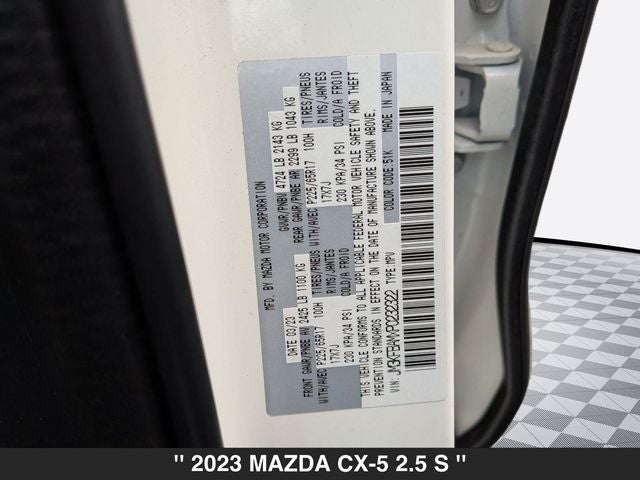 MFD. BY MAZDA MOTOR CORPORATION
DATE 03/23 GVWR/PNBV 4724 LB 2143 KG
FRONT GAWR/PNBE AV 2425 LB 1100 KG REAR GAWR/PNBE AR 2299 LB 1043 KG
WITH/AVEC TIRES/PNEUS WITH/AVEC TIRES/PNEUS
P225/65R17 100H RIMS/JANTES P225/65R17 100H RIMS/JANTES
17X7J COLD/A FROID 17X7J COLD/A FROID
230 KPA/34 PSI 230 KPA/34 PSI
THIS VEHICLE CONFORMS TO ALL APPLICABLE FEDERAL MOTOR VEHICLE SAFETY AND THEFT
PREVENTION STANDARDS IN EFFECT ON THE DATE OF MANUFACTURE SHOWN ABOVE.
VIN: TYPE:MPV COLOR CODE:51K MADE IN JAPAN
" 2023 MAZDA CX-5 2.5 S "